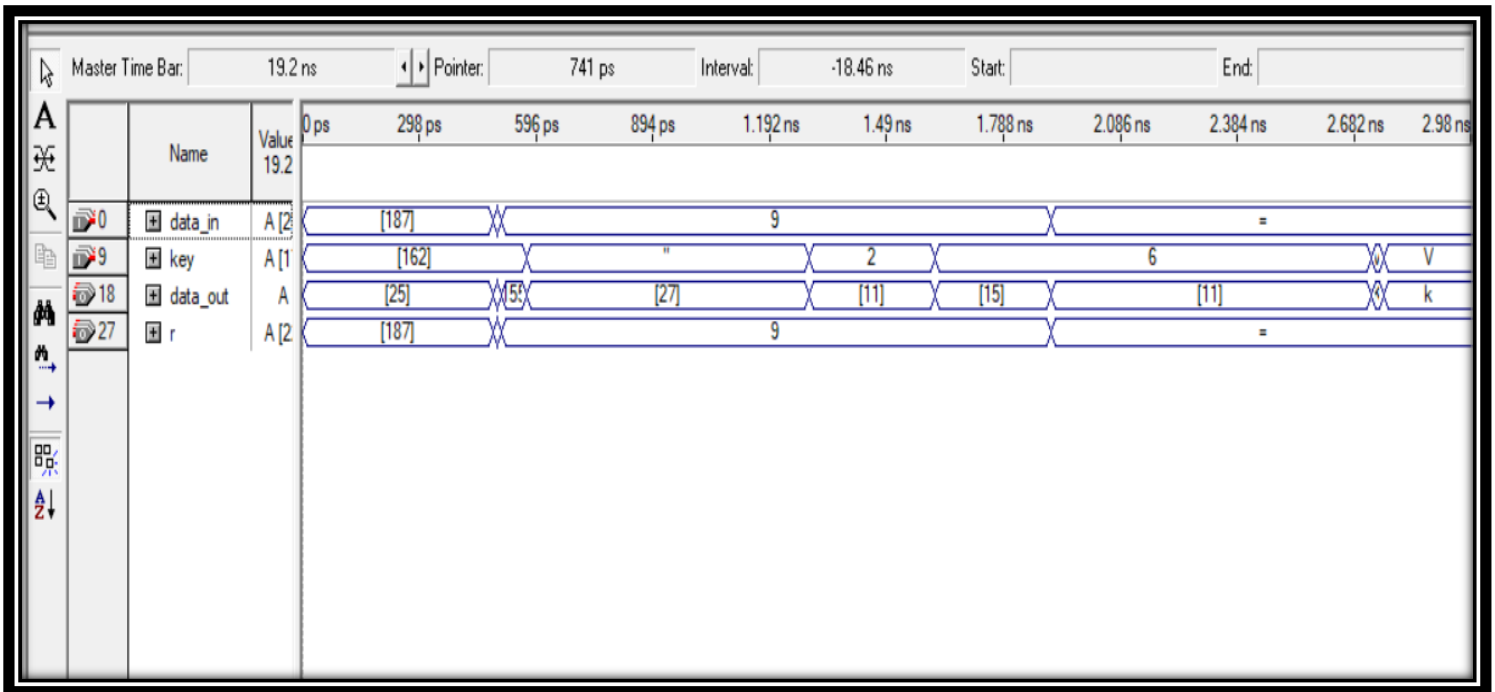 Master Time Bar: 19.2 ns Pointer: 741 ps Interval: -18.46 ns Start: End:
Name Value 19.2 0 ps 298 ps 596 ps 894 ps 1.192 ns 1.49 ns 1.788 ns 2.086 ns 2.384 ns 2.682 ns 2.98 ns
0 data_in A [2 [187] 9 =
9 key A [1 [162] " 2 6 V
18 data_out A [25] [27] [11] [15] [11] k
27 r A [2 [187] 9 =